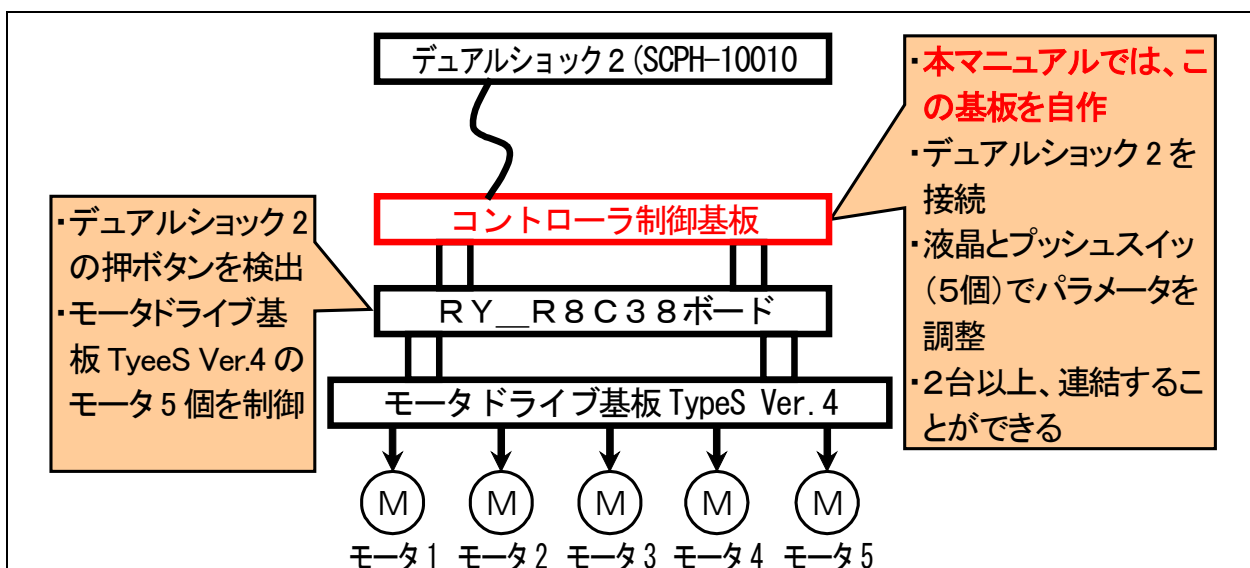 デュアルショック2(SCPH-10010
・本マニュアルでは、こ
の基板を自作
・デュアルショック2を
接続
・液晶とプッシュスイッ
(5個)でパラメータを
調整
・2台以上、連結するこ
とができる
コントローラ制御基板
・デュアルショック2
の押ボタンを検出
・モータドライブ基
板 TyeeS Ver.4 の
モータ5個を制御
RY＿R8C38ボード
モータドライブ基板 TypeS Ver.4
M M M M M
モータ1 モータ2 モータ3 モータ4 モータ5